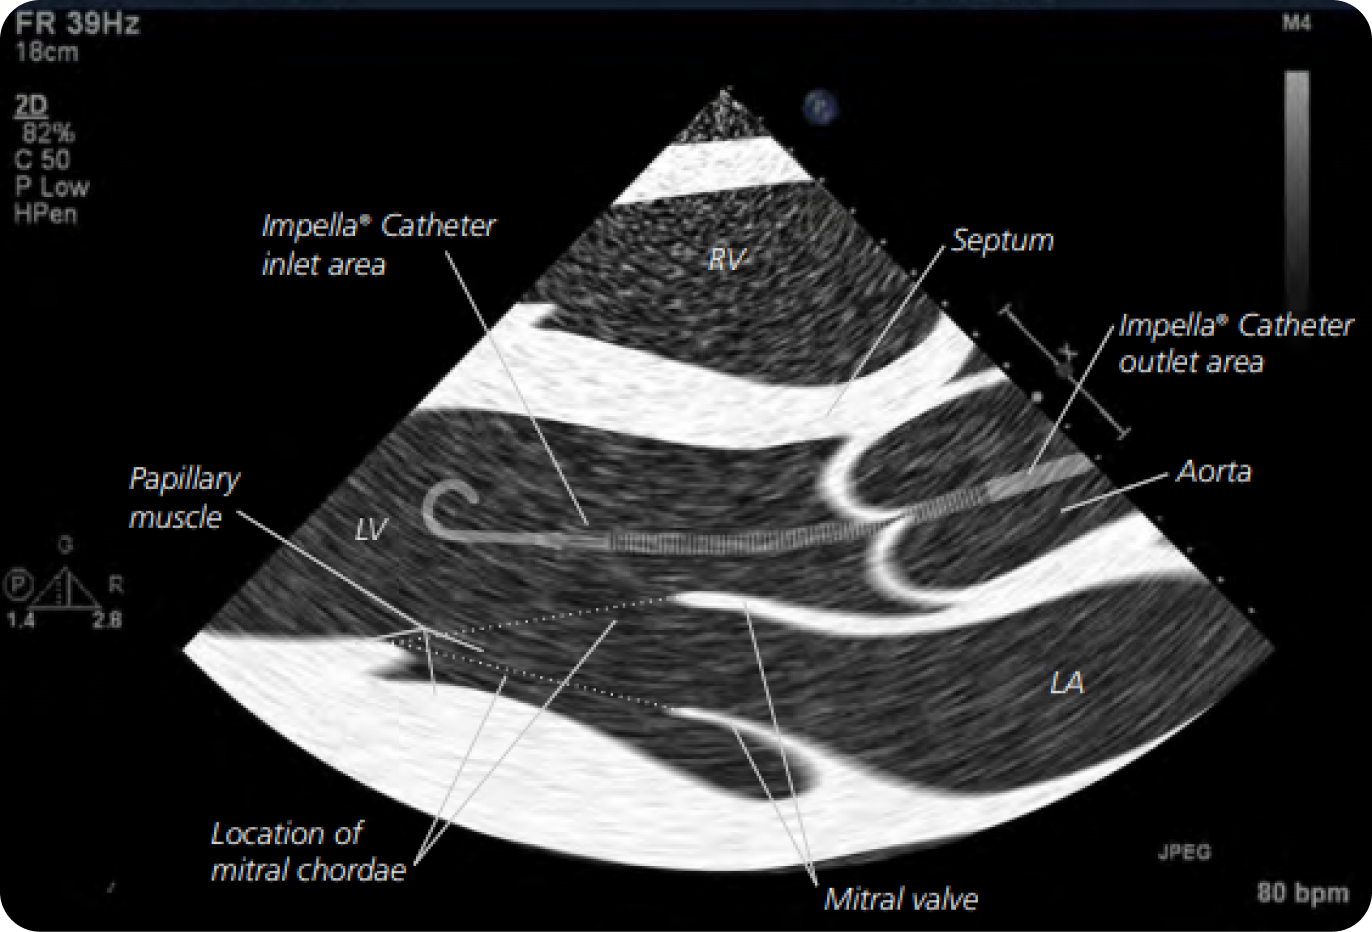 FR 39Hz
18cm
M4
2D
82%
C 50
P Low
HPen
P
Impella® Catheter
inlet area
RV
Septum
Impella® Catheter
outlet area
Papillary
muscle
LV
Aorta
G
P R
1.4 2.8
LA
Location of
mitral chordae
Mitral valve
JPEG
80 bpm